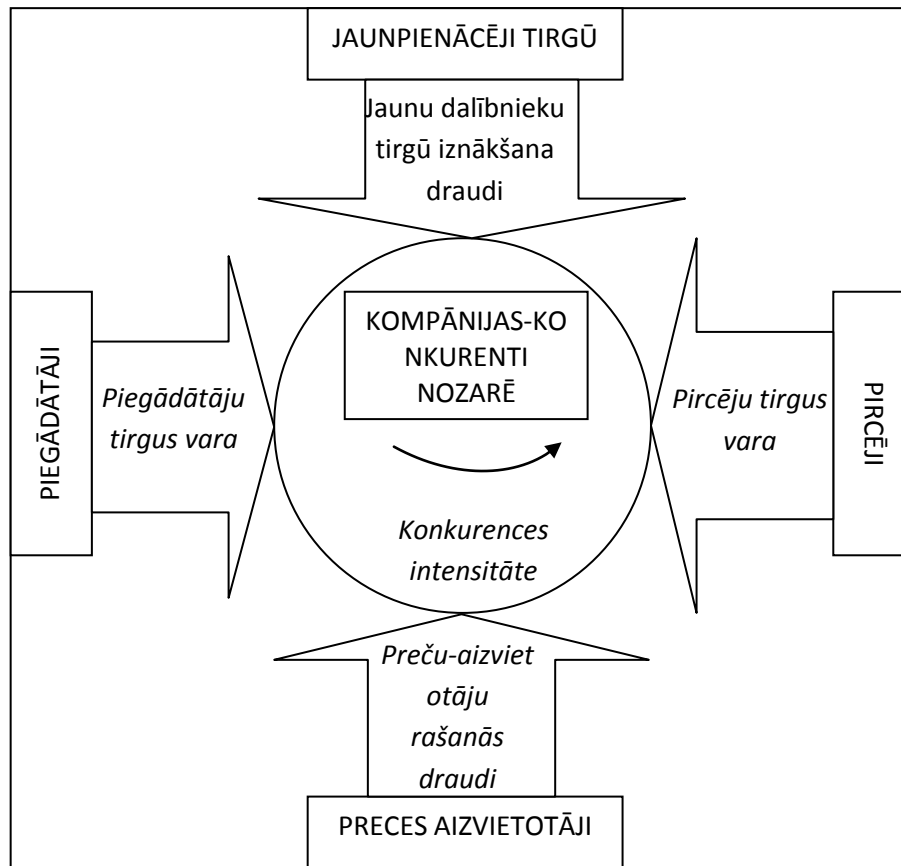 JAUNPIENĀCĒJI TIRGŪ
Jaunu dalībnieku
tirgū iznākšana
draudi
KOMPĀNIJAS-KO
NKURENTI
NOZARĒ
PIEGĀDĀTĀJI
Piegādātāju
tirgus vara
Pircēju tirgus
vara
PIRCĒJI
Konkurences
intensitāte
Preču-aizviet
otāju
rašanās
draudi
PRECES AIZVIETOTĀJI